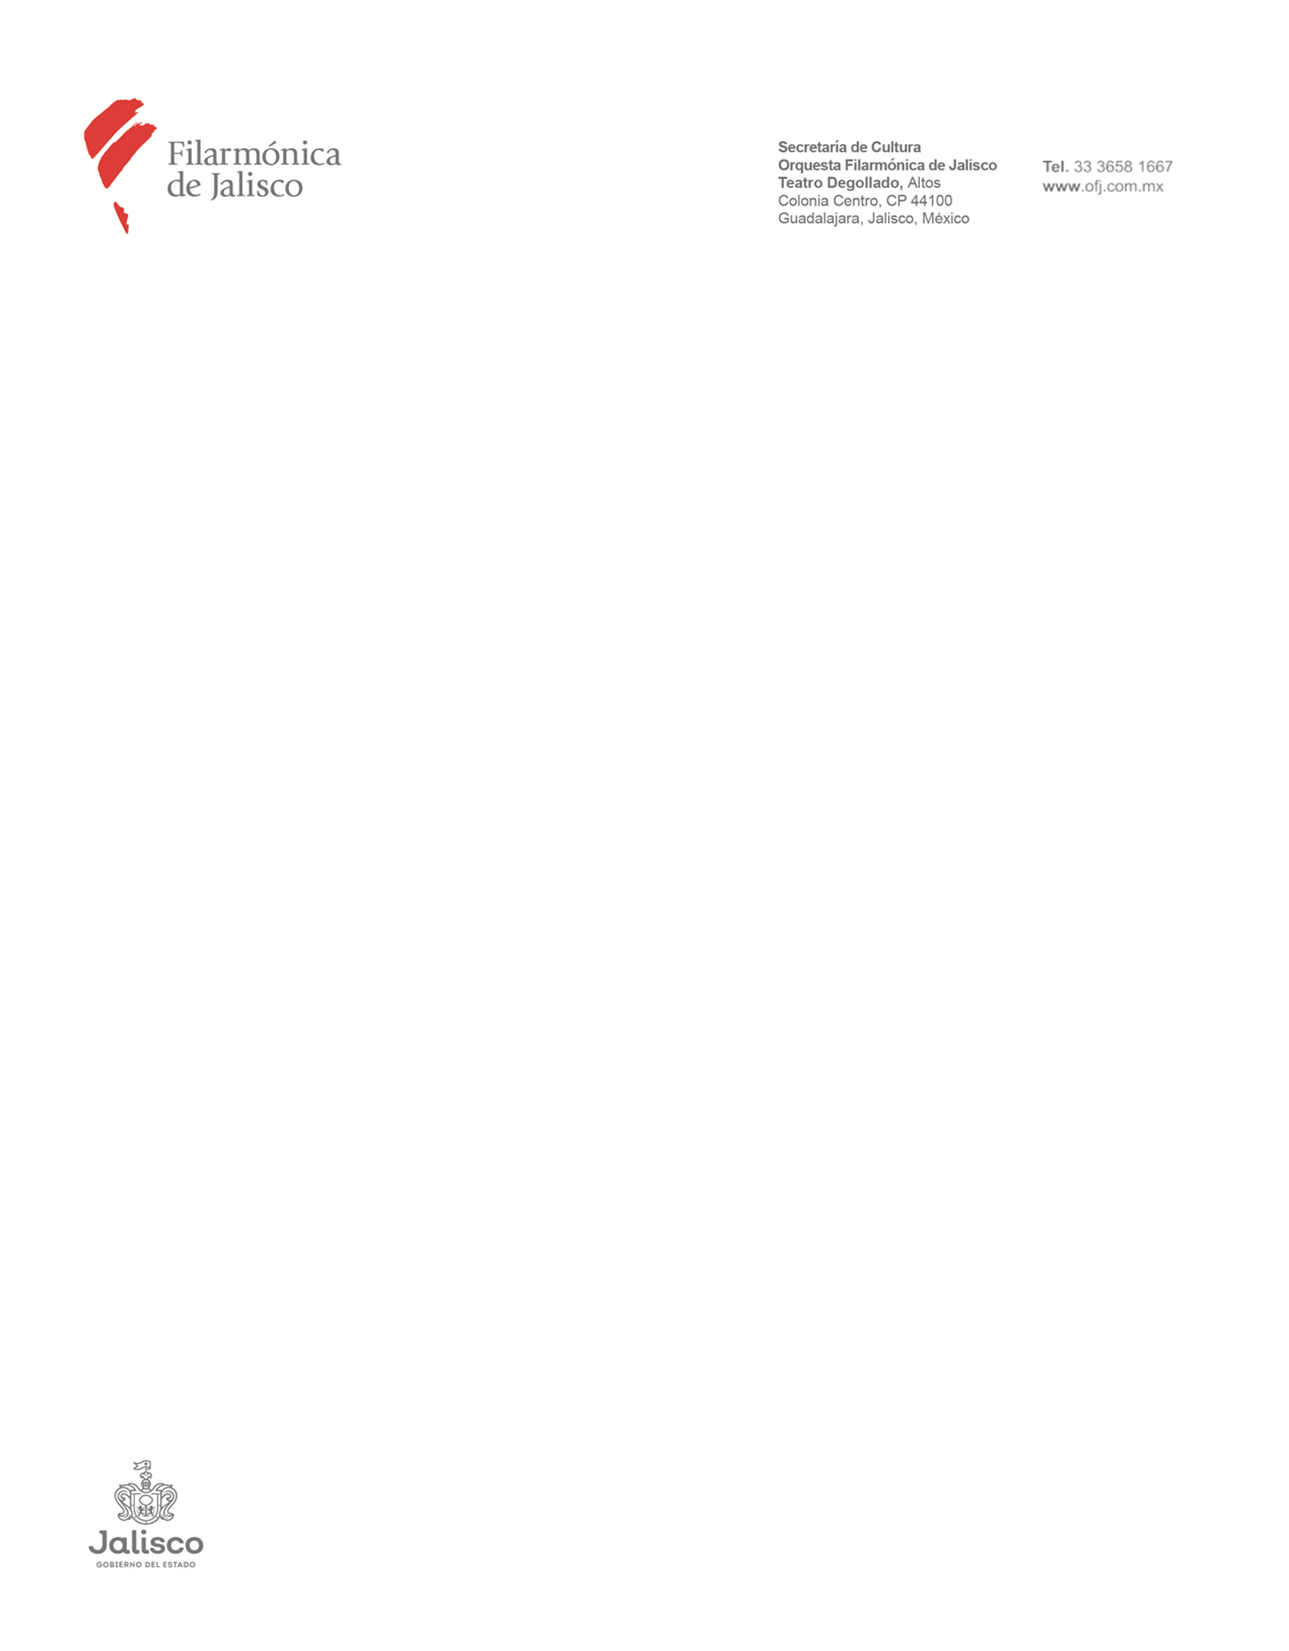 Filarmónica
de Jalisco
Secretaría de Cultura
Orquesta Filarmónica de Jalisco
Teatro Degollado, Altos
Colonia Centro, CP 44100
Guadalajara, Jalisco, México
Tel. 33 3658 1667
www.ofj.com.mx
Jalisco
GOBIERNO DEL ESTADO